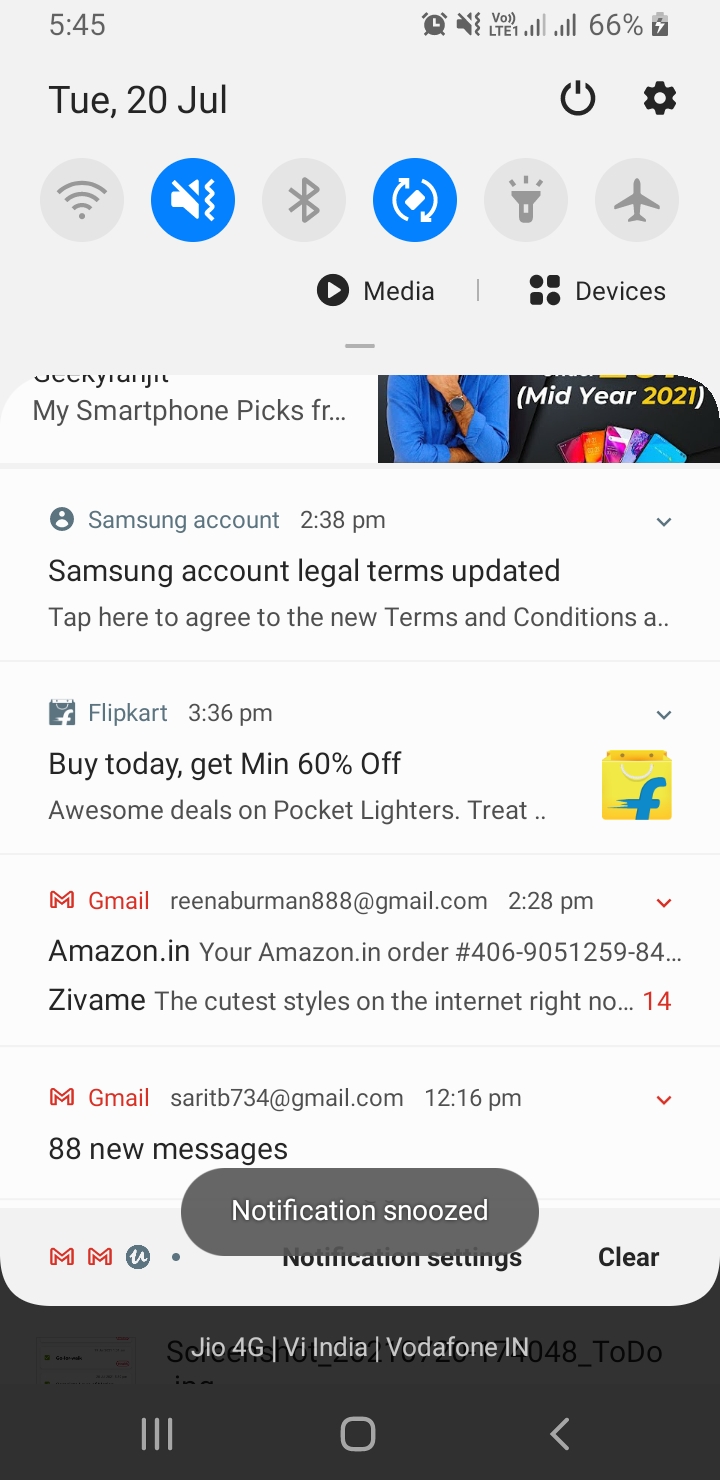 5:45
Vo)) LTE1 66%
Tue, 20 Jul
Media | Devices
Geekyranjit
My Smartphone Picks fr...
(Mid Year 2021)
Samsung account 2:38 pm
Samsung account legal terms updated
Tap here to agree to the new Terms and Conditions a..
Flipkart 3:36 pm
Buy today, get Min 60% Off
Awesome deals on Pocket Lighters. Treat ..
Gmail reenaburman888@gmail.com 2:28 pm
Amazon.in Your Amazon.in order #406-9051259-84...
Zivame The cutest styles on the internet right no... 14
Gmail saritb734@gmail.com 12:16 pm
88 new messages
Notification snoozed
Notification settings Clear
Jio 4G | Vi India | Vodafone IN